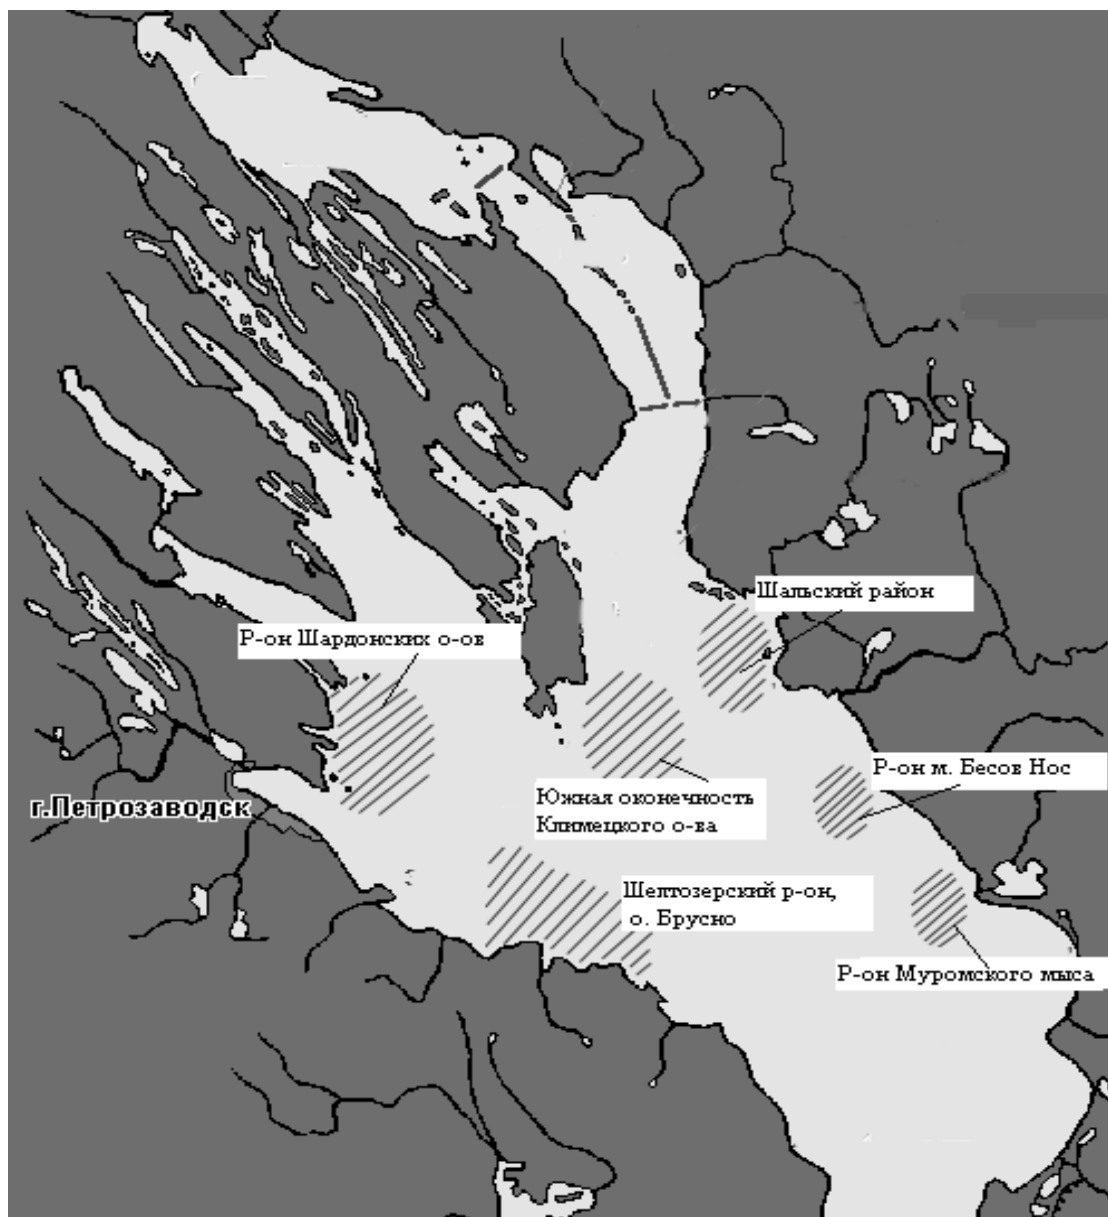 Шальский район
Р-он Шардонских о-ов
Р-он м. Бесов Нос
Южная оконечность
Климецкого о-ва
г.Петрозаводск
Шелтозерский р-он,
о. Брусно
Р-он Муромского мыса